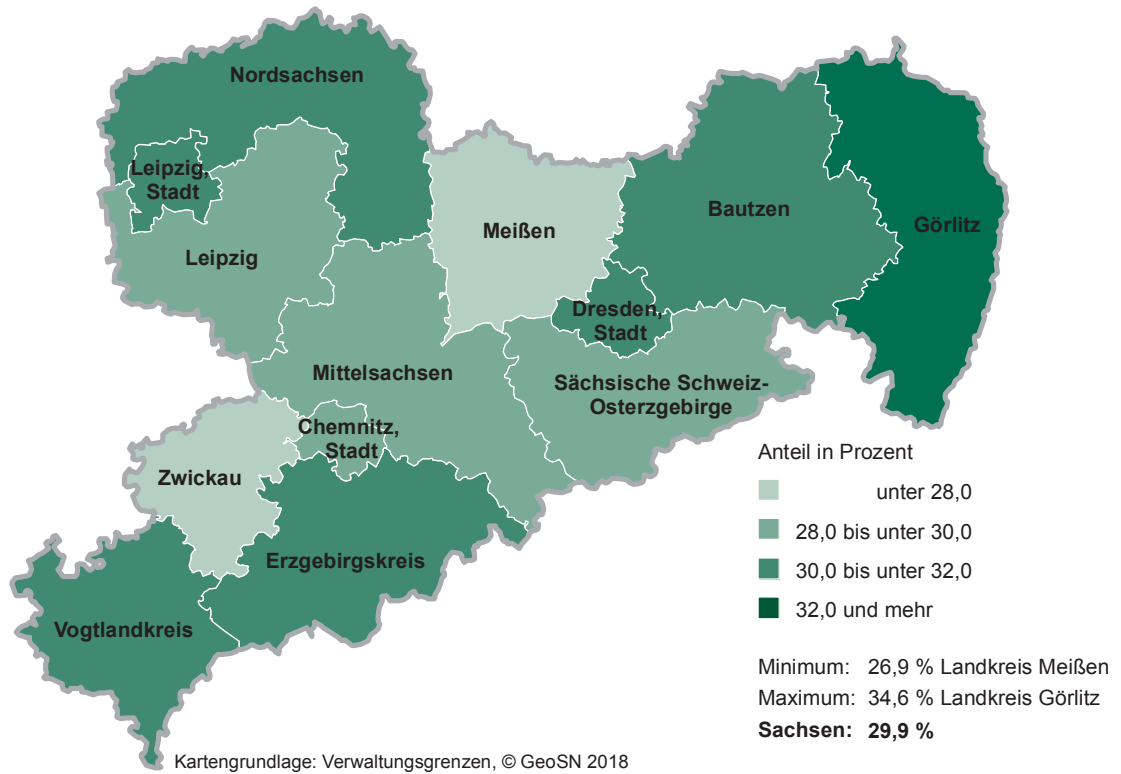 Nordsachsen
Leipzig,
Stadt
Leipzig
Meißen
Bautzen
Görlitz
Dresden,
Stadt
Mittelsachsen
Sächsische Schweiz-
Osterzgebirge
Chemnitz,
Stadt
Zwickau
Erzgebirgskreis
Vogtlandkreis
Anteil in Prozent
unter 28,0
28,0 bis unter 30,0
30,0 bis unter 32,0
32,0 und mehr
Minimum: 26,9 % Landkreis Meißen
Maximum: 34,6 % Landkreis Görlitz
Sachsen: 29,9 %
Kartengrundlage: Verwaltungsgrenzen, © GeoSN 2018